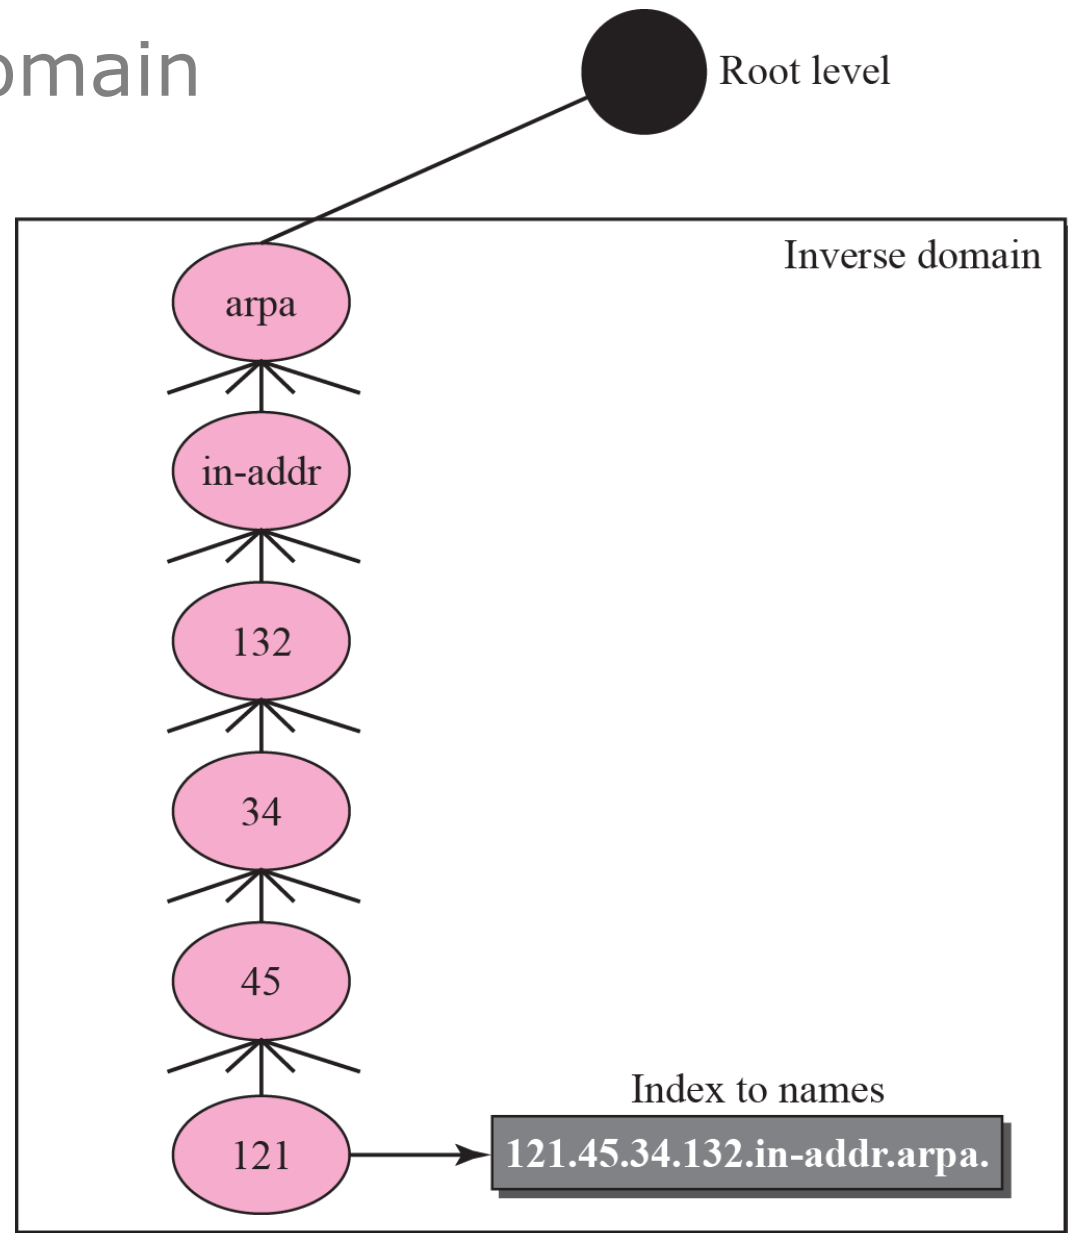 omain
Root level
Inverse domain
arpa
in-addr
132
34
45
Index to names
121
121.45.34.132.in-addr.arpa.